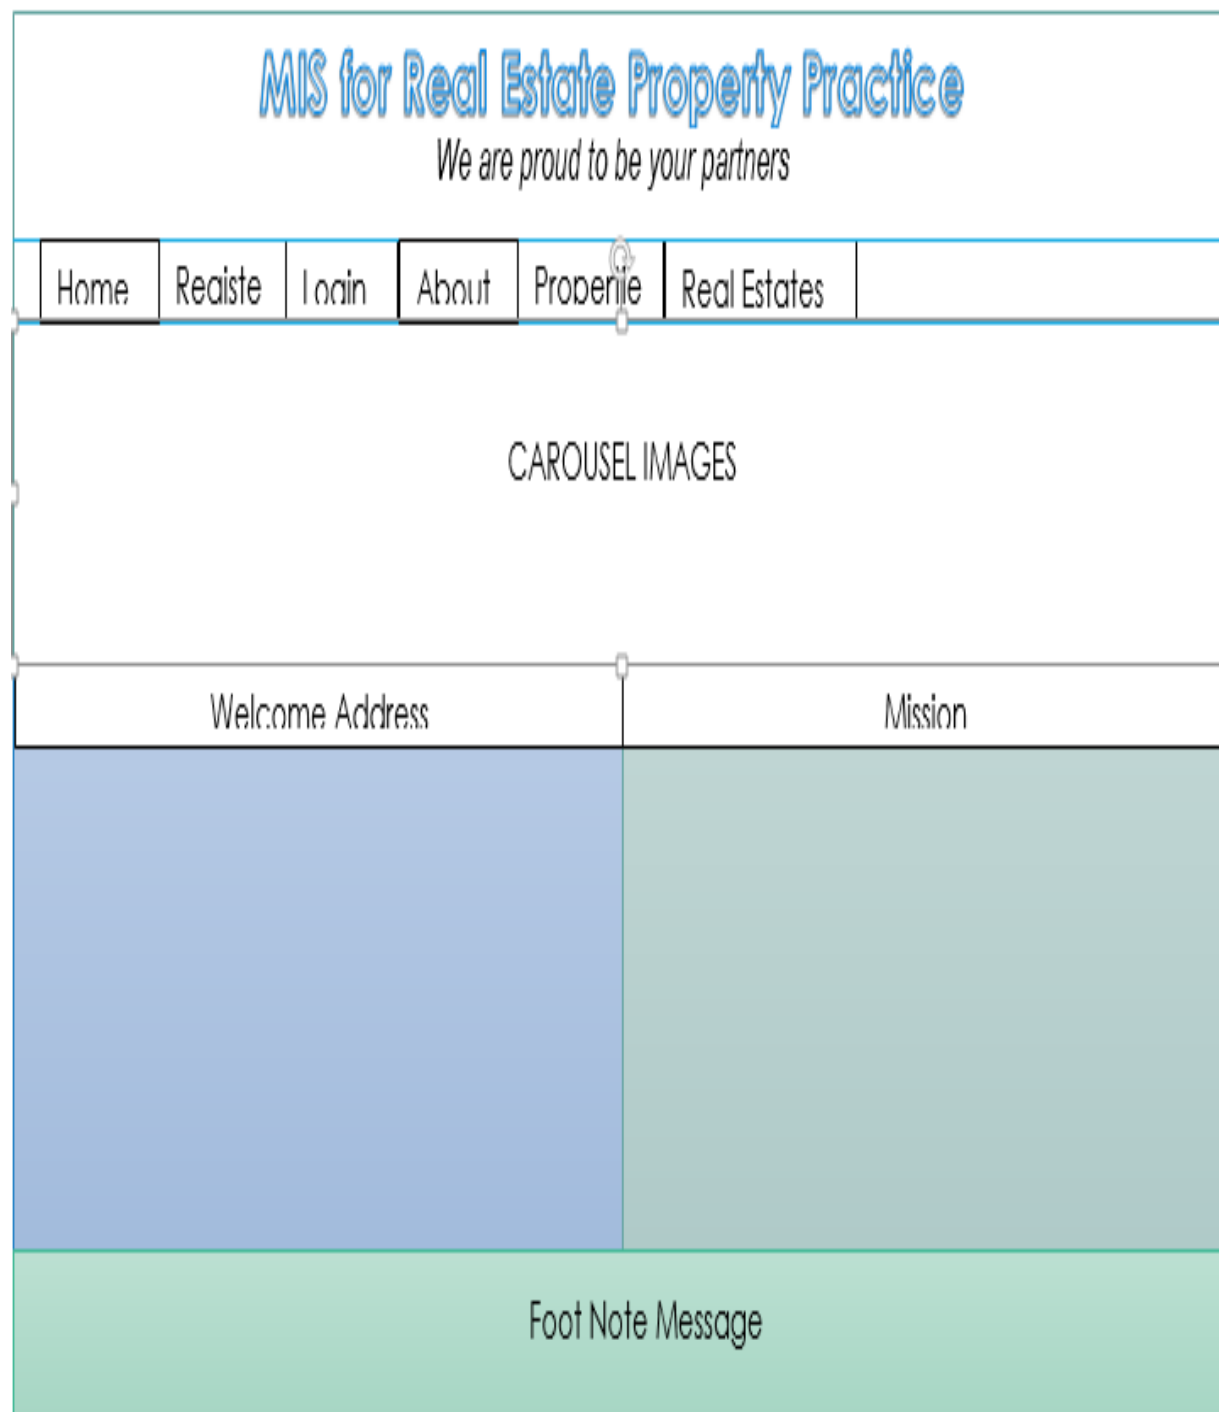 MIS for Real Estate Property Practice
We are proud to be your partners
Home Registe Login About Propertie Real Estates
CAROUSEL IMAGES
Welcome Address Mission
Foot Note Message